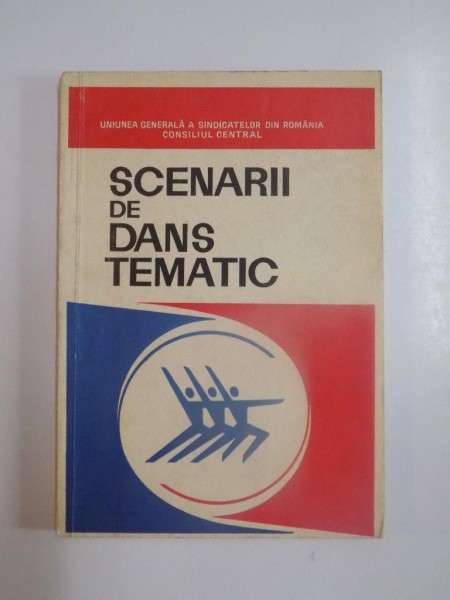 UNIUNEA GENERALĂ A SINDICATELOR DIN ROMÂNIA
CONSILIUL CENTRAL
SCENARII
DE
DANS
TEMATIC